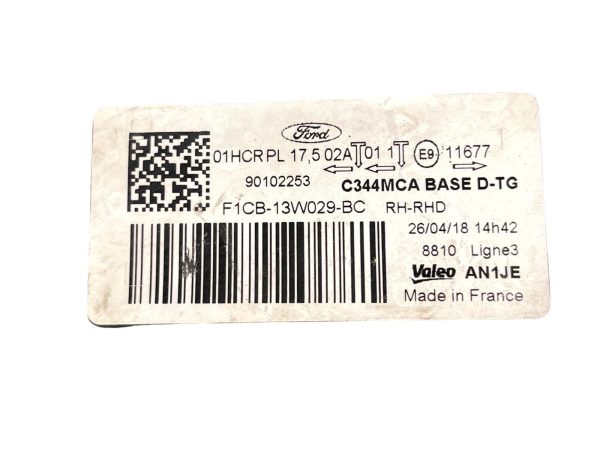 Ford
01HCR PL 17,5 02A 01 1 E9 11677
90102253 C344MCA BASE D-TG
F1CB-13W029-BC RH-RHD
26/04/18 14h42
8810 Ligne3
Valeo AN1JE
Made in France